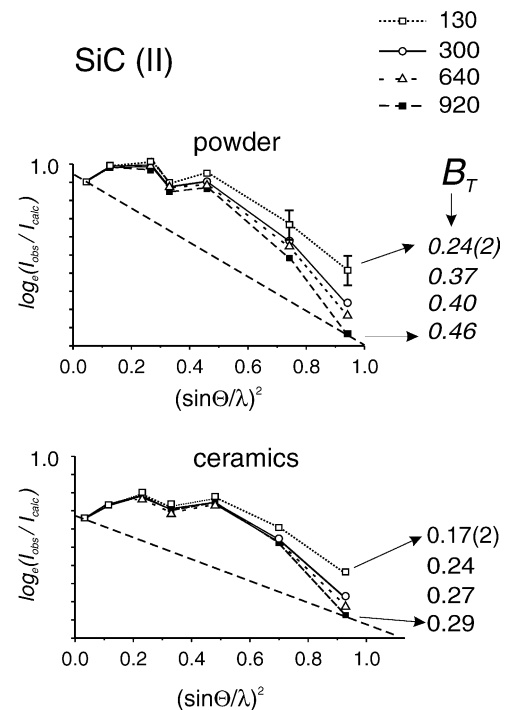 130
300
SiC (II)
640
920
powder
B_T
1.0
log_e(I_obs / I_calc)
0.24(2)
0.37
0.40
0.46
0.0 0.2 0.4 0.6 0.8 1.0
(sinΘ/λ)²
ceramics
1.0
log_e(I_obs / I_calc)
0.17(2)
0.24
0.27
0.29
0.0 0.2 0.4 0.6 0.8 1.0
(sinΘ/λ)²